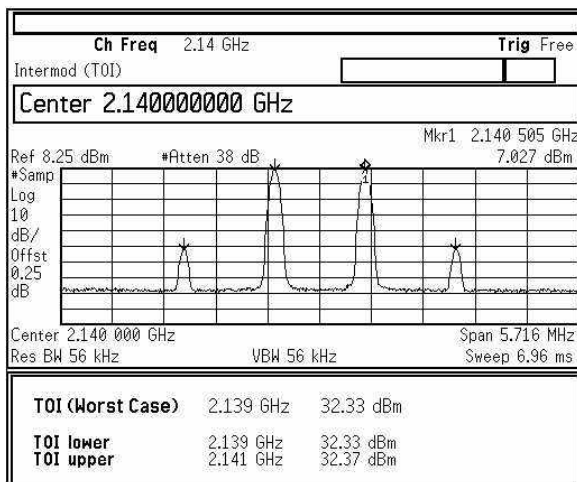 Ch Freq 2.14 GHz Trig Free
Intermod (TOI)
Center 2.140000000 GHz
Mkr1 2.140 505 GHz
Ref 8.25 dBm #Atten 38 dB 7.027 dBm
#Samp
Log
10
dB/
Offst
0.25
dB
1
Center 2.140 000 GHz Span 5.716 MHz
Res BW 56 kHz VBW 56 kHz Sweep 6.96 ms
TOI (Worst Case) 2.139 GHz 32.33 dBm
TOI lower 2.139 GHz 32.33 dBm
TOI upper 2.141 GHz 32.37 dBm